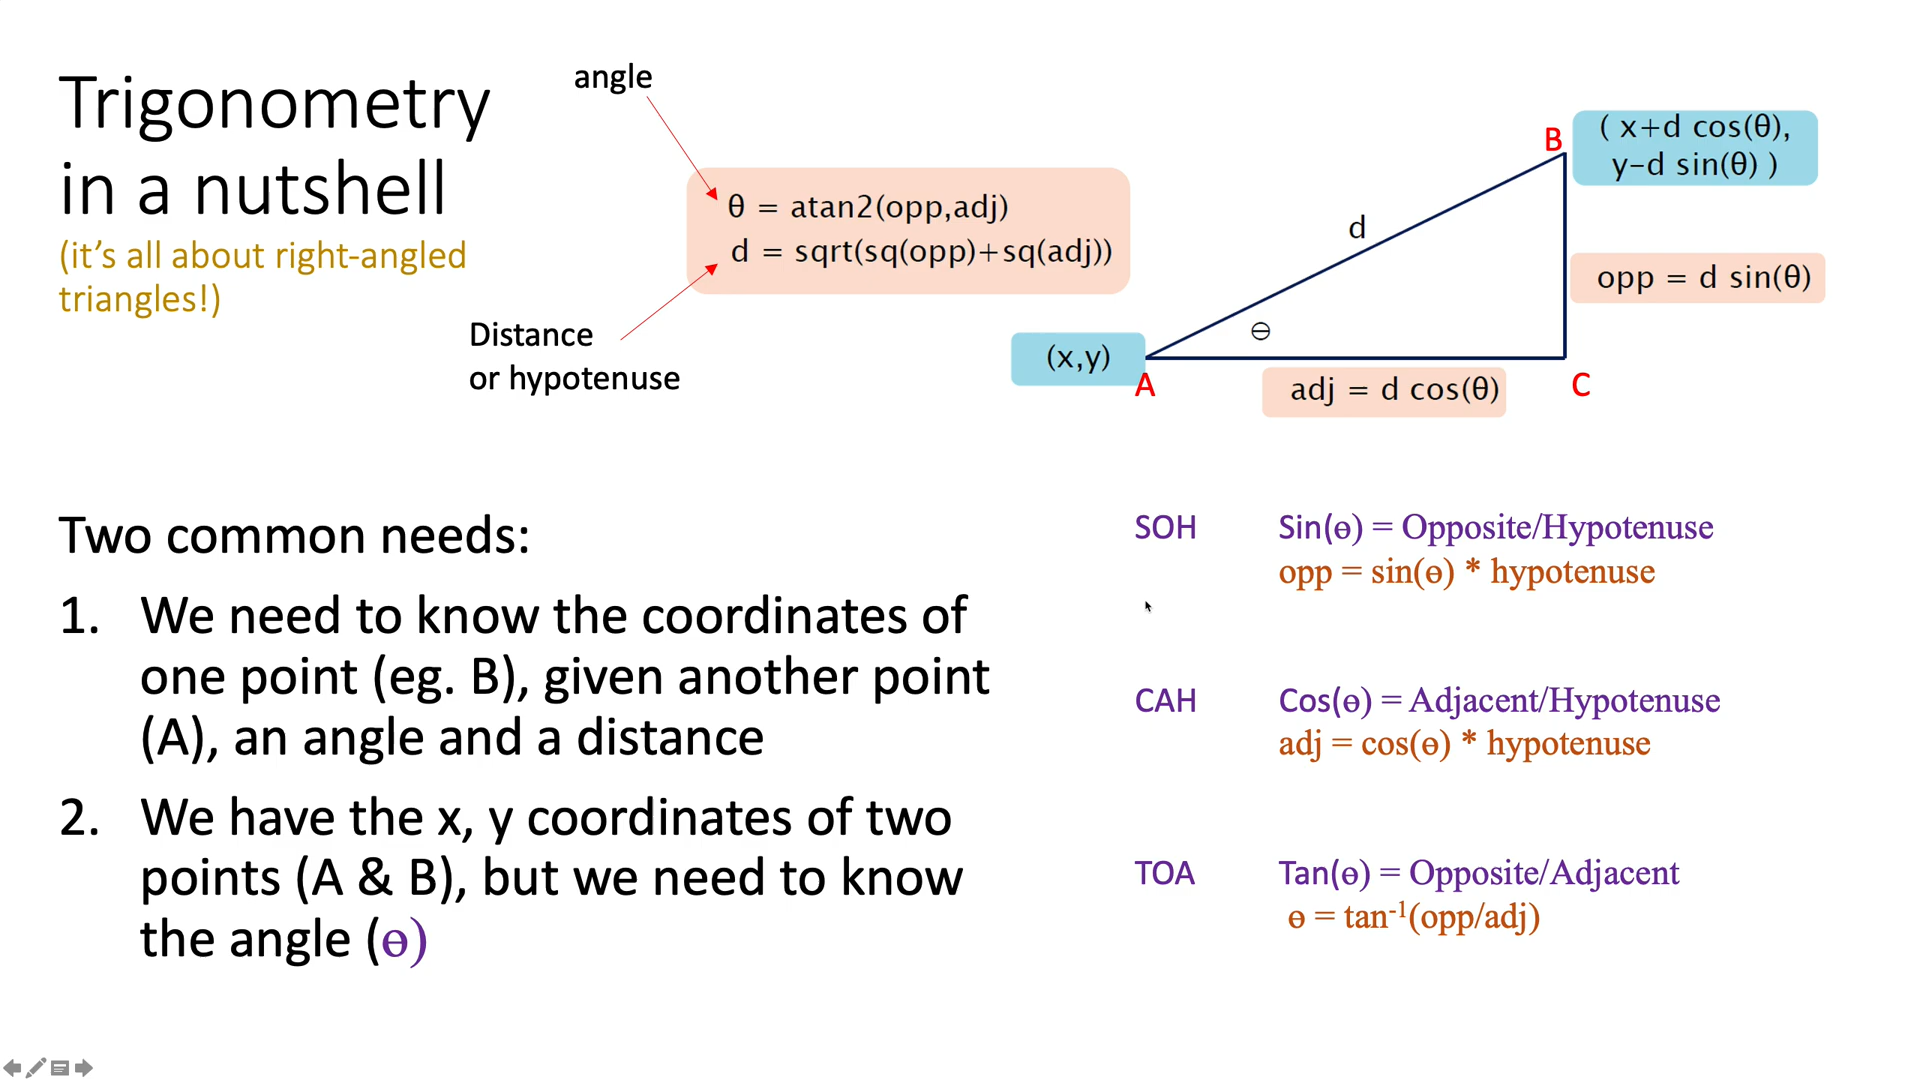 Trigonometry
in a nutshell
(it’s all about right-angled
triangles!)
angle
θ = atan2(opp,adj)
d = sqrt(sq(opp)+sq(adj))
Distance
or hypotenuse
B
( x+d cos(θ),
y-d sin(θ) )
d
opp = d sin(θ)
ϴ
(x,y)
A
adj = d cos(θ)
C
Two common needs:
1. We need to know the coordinates of
one point (eg. B), given another point
(A), an angle and a distance
2. We have the x, y coordinates of two
points (A & B), but we need to know
the angle (ɵ)
SOH Sin(ɵ) = Opposite/Hypotenuse
opp = sin(ɵ) * hypotenuse
CAH Cos(ɵ) = Adjacent/Hypotenuse
adj = cos(ɵ) * hypotenuse
TOA Tan(ɵ) = Opposite/Adjacent
ɵ = tan⁻¹(opp/adj)